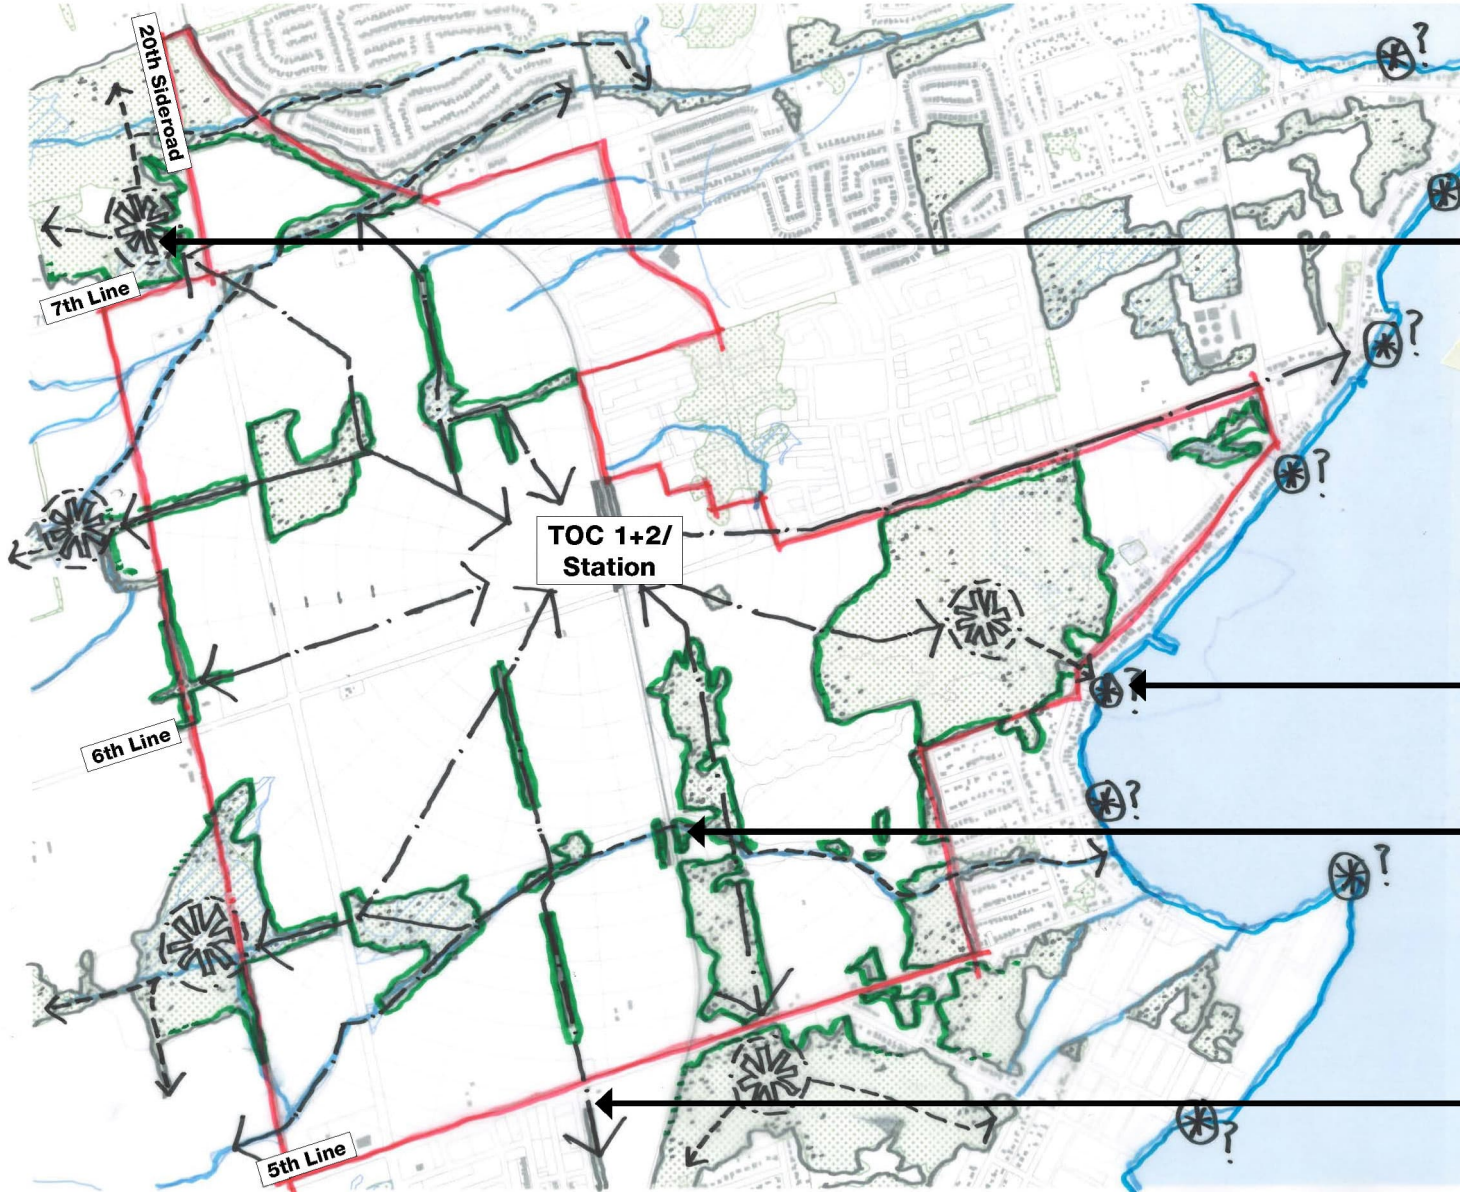 20th Sideroad
?
7th Line
?
?
TOC 1+2/
Station
?
6th Line
?
?
?
5th Line